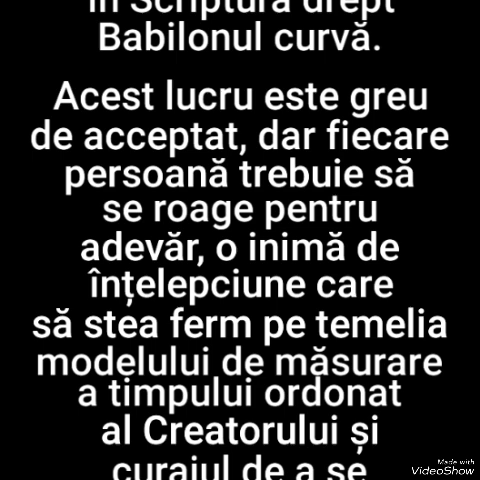 în Scriptură drept
Babilonul curvă.
Acest lucru este greu
de acceptat, dar fiecare
persoană trebuie să
se roage pentru
adevăr, o inimă de
înțelepciune care
să stea ferm pe temelia
modelului de măsurare
a timpului ordonat
al Creatorului și
curajul de a se
Made with
VideoShow